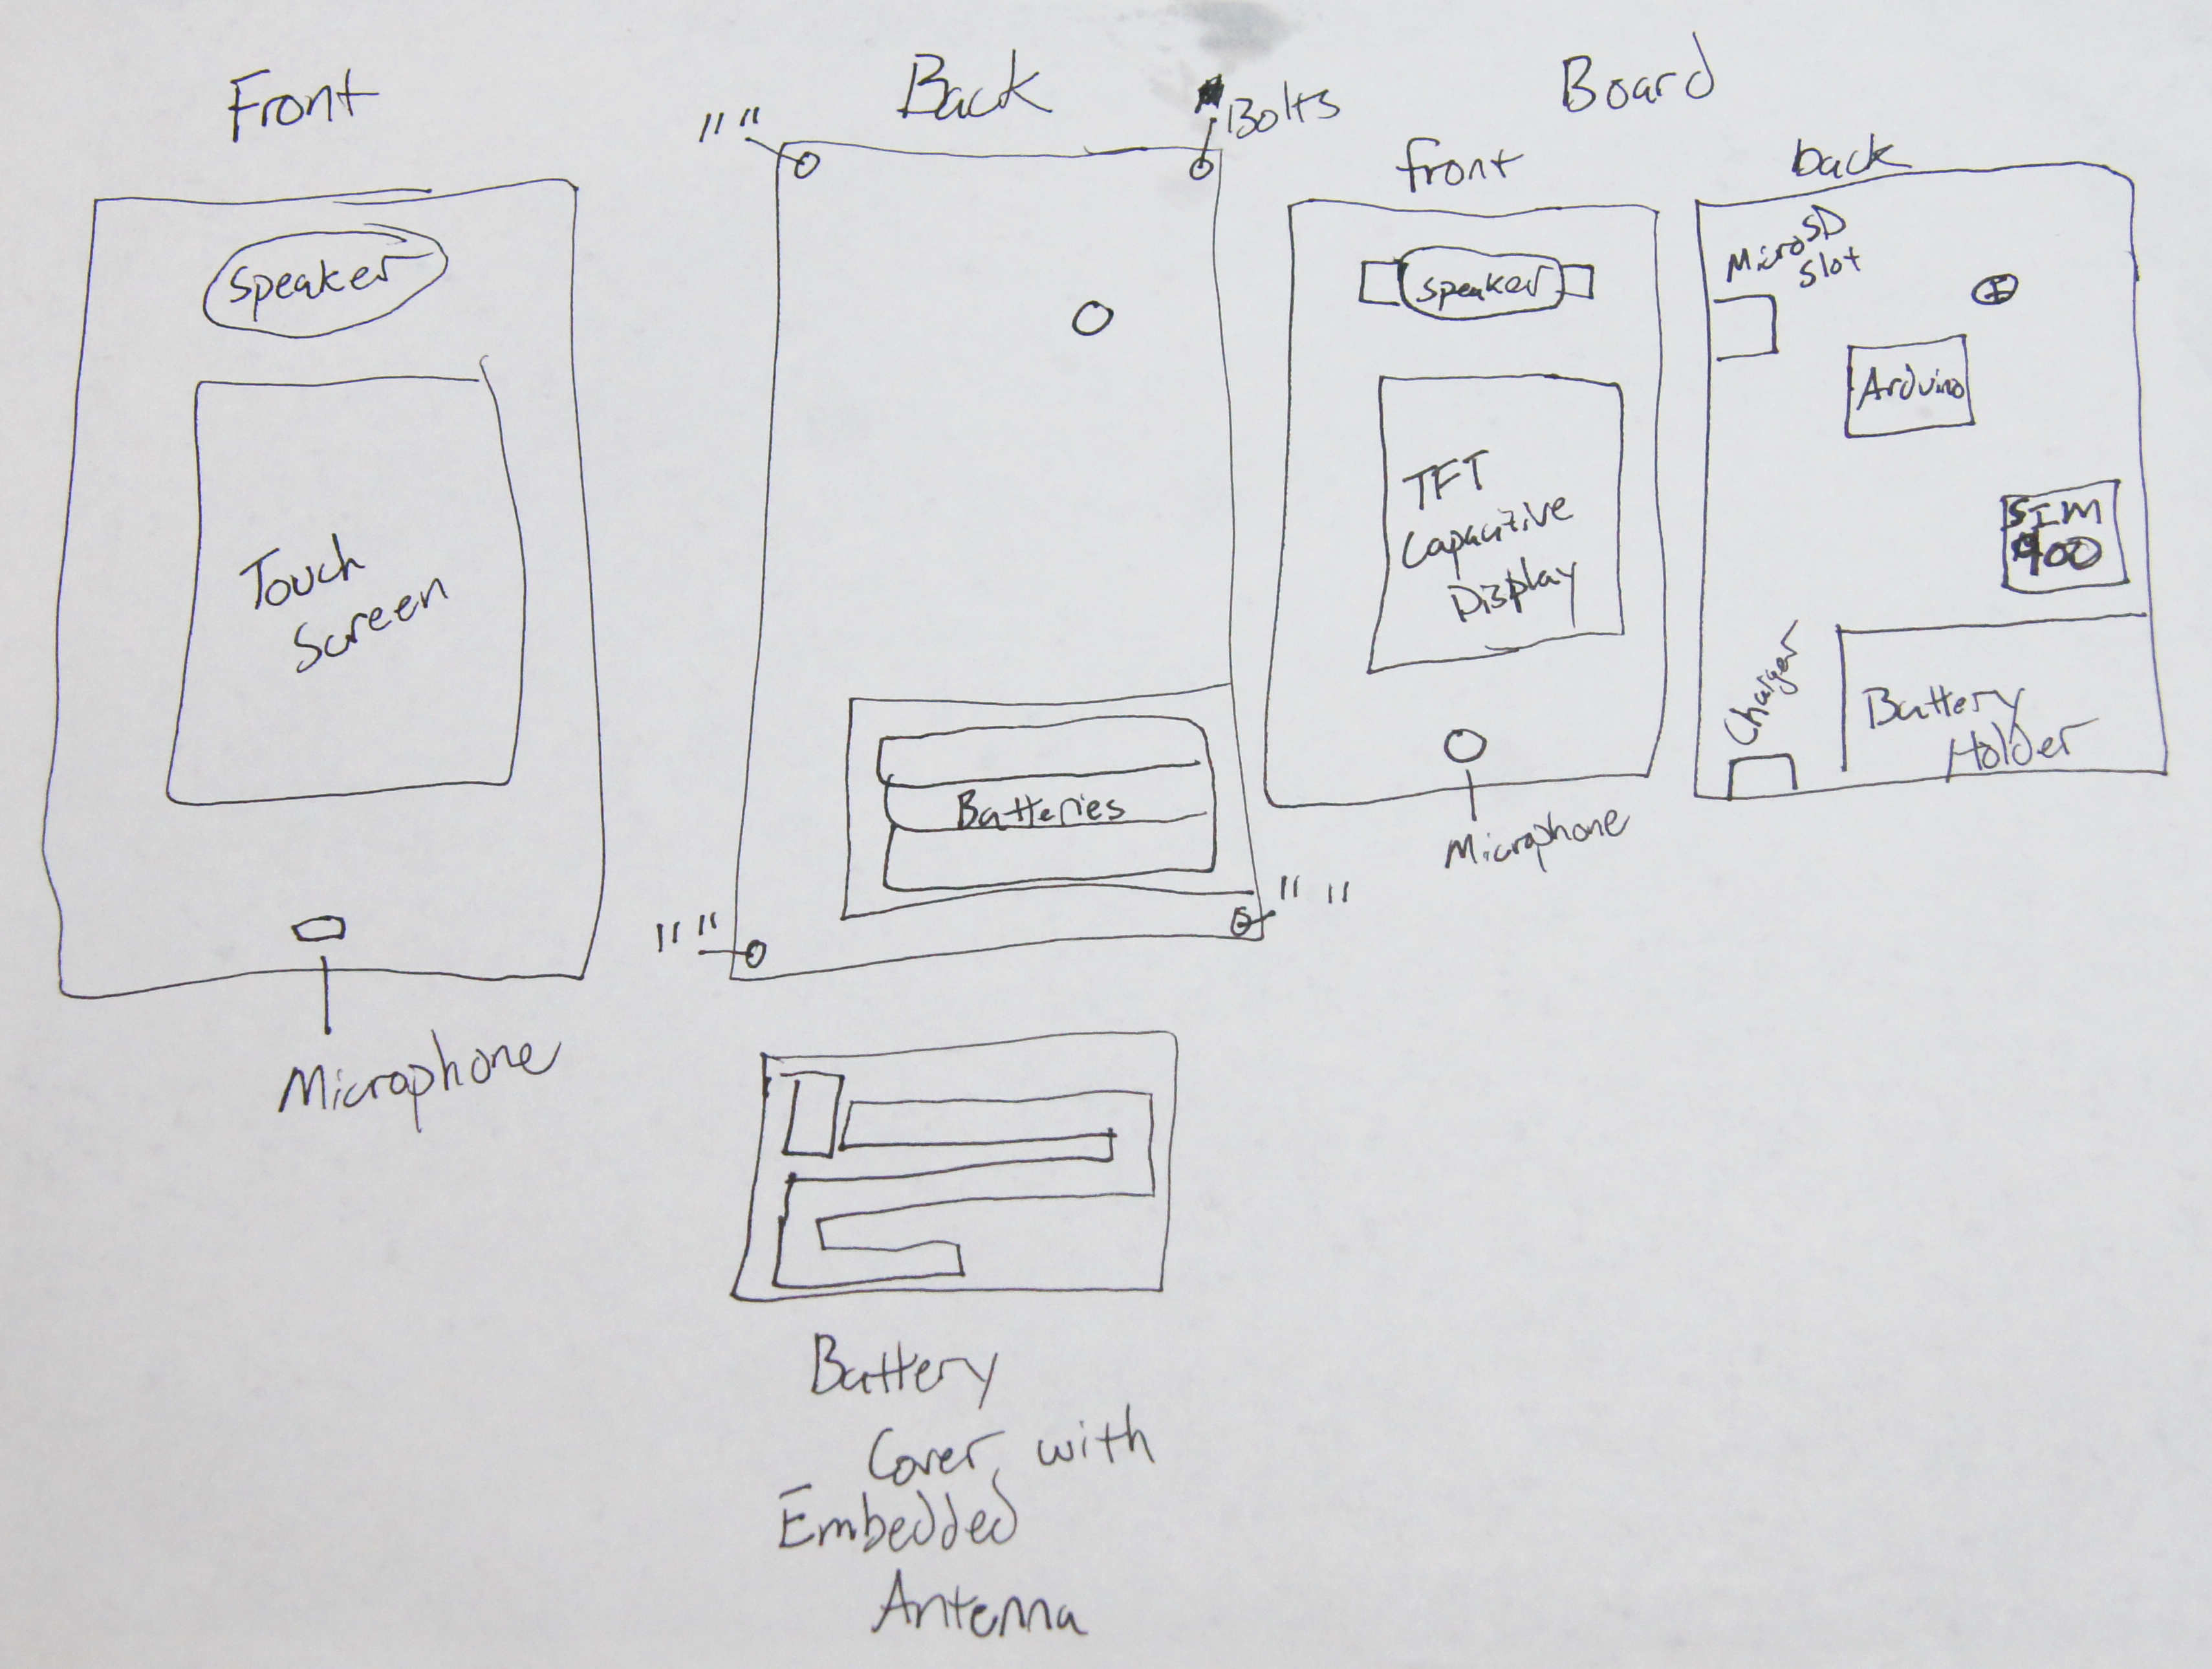 Front
Speaker
Touch
Screen
Microphone
Back
" "
Bolts
Batteries
" "
" "
Battery
Cover, with
Embedded
Antenna
Board
front
Speaker
TFT
Capacitive
Display
Microphone
back
MicroSD
Slot
Arduino
SIM
900
Charger
Battery
Holder